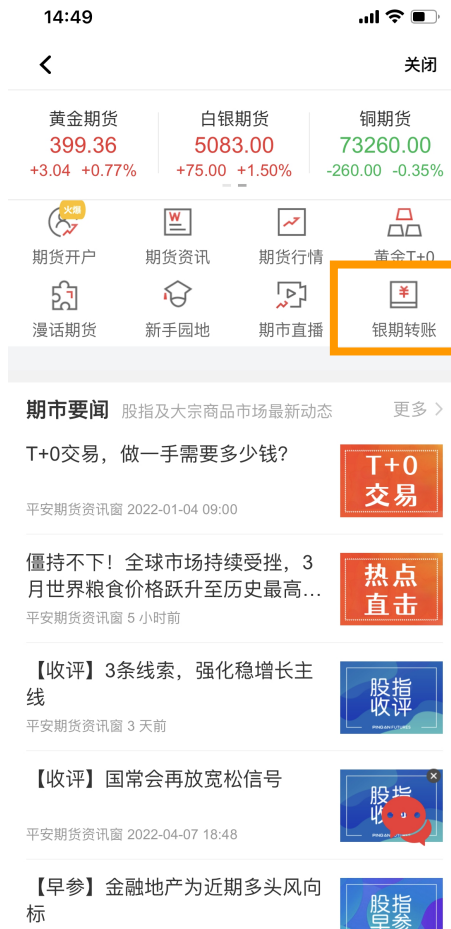 14:49
关闭
黄金期货 白银期货 铜期货
399.36 5083.00 73260.00
+3.04 +0.77% +75.00 +1.50% -260.00 -0.35%
火爆
期货开户 期货资讯 期货行情 黄金T+0
漫话期货 新手园地 期市直播 银期转账
期市要闻 股指及大宗商品市场最新动态 更多
T+0交易，做一手需要多少钱？
平安期货资讯窗 2022-01-04 09:00
T+0
交易
僵持不下！全球市场持续受挫，3
月世界粮食价格跃升至历史最高...
平安期货资讯窗 5 小时前
热点
直击
【收评】3条线索，强化稳增长主
线
平安期货资讯窗 3 天前
股指
收评
PINGAN FUTURES
【收评】国常会再放宽松信号
平安期货资讯窗 2022-04-07 18:48
股指
【早参】金融地产为近期多头风向
标
股指
早参